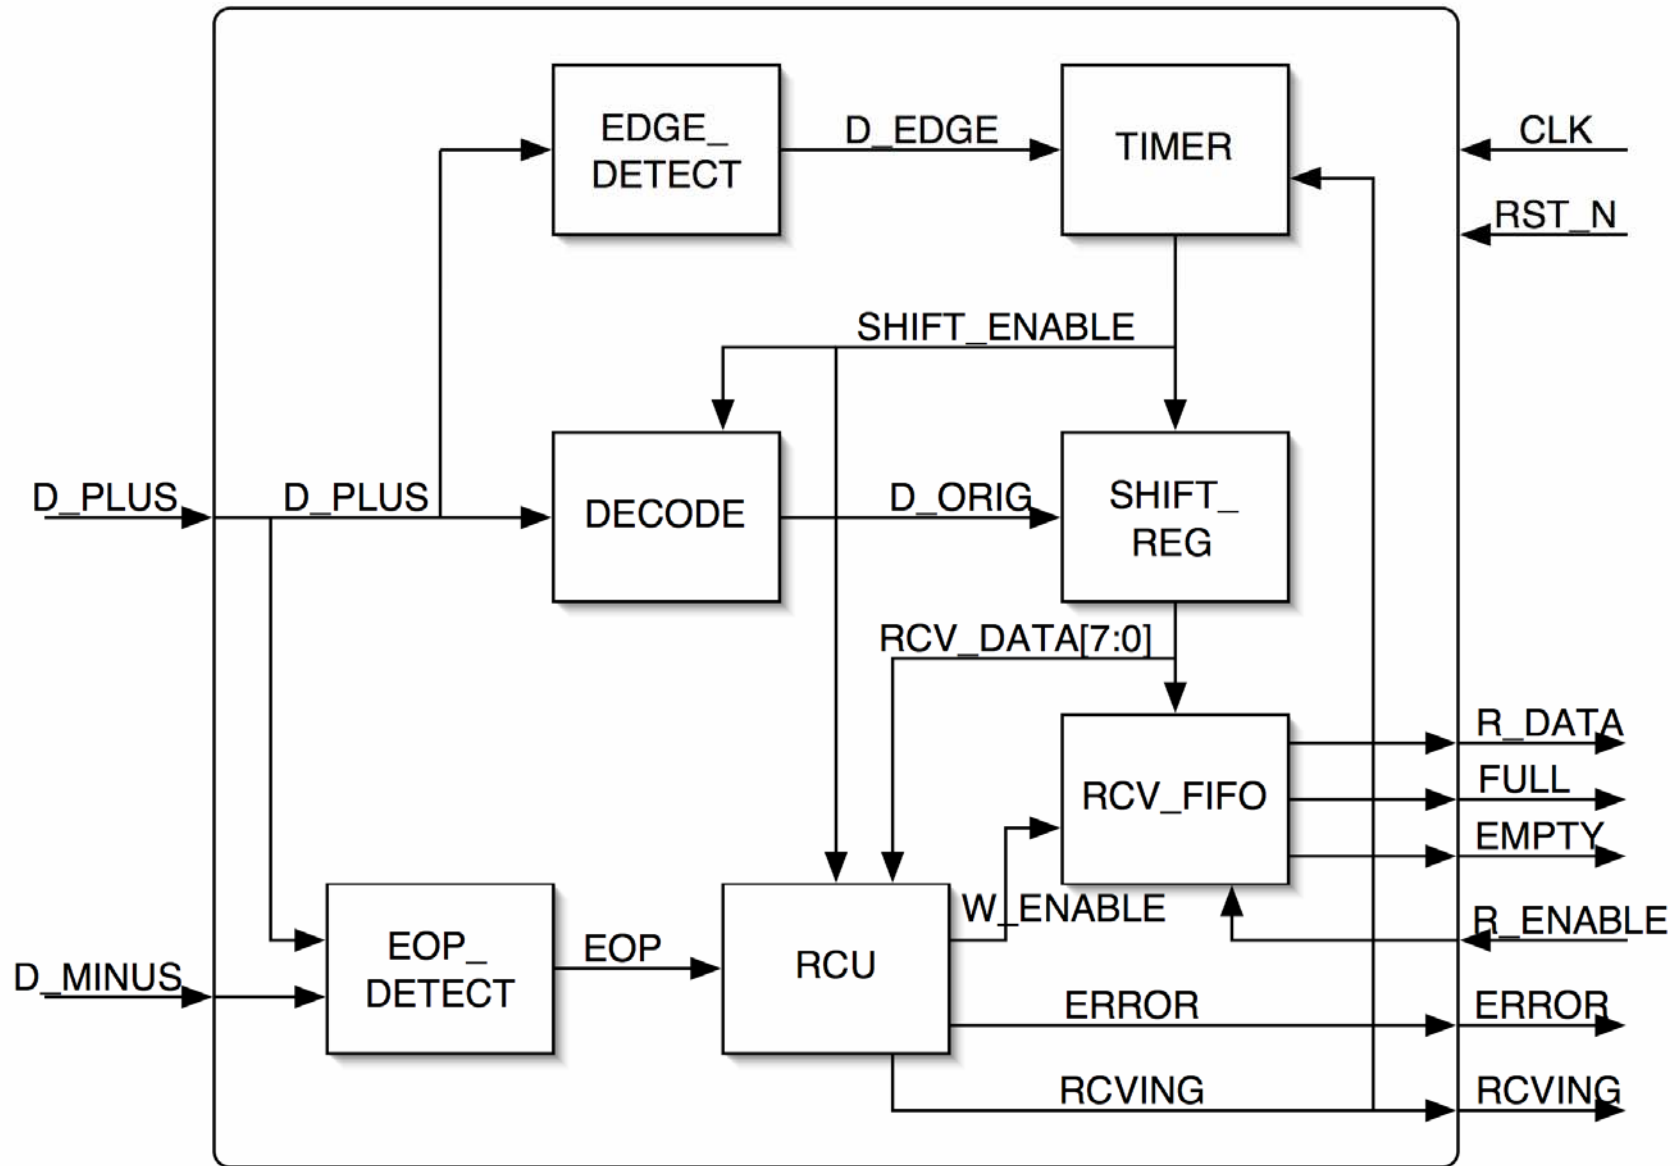 EDGE_
DETECT
D_EDGE
TIMER
CLK
RST_N
SHIFT_ENABLE
D_PLUS
D_PLUS
DECODE
D_ORIG
SHIFT_
REG
RCV_DATA[7:0]
R_DATA
FULL
EMPTY
RCV_FIFO
W_ENABLE
R_ENABLE
D_MINUS
EOP_
DETECT
EOP
RCU
ERROR
ERROR
RCVING
RCVING